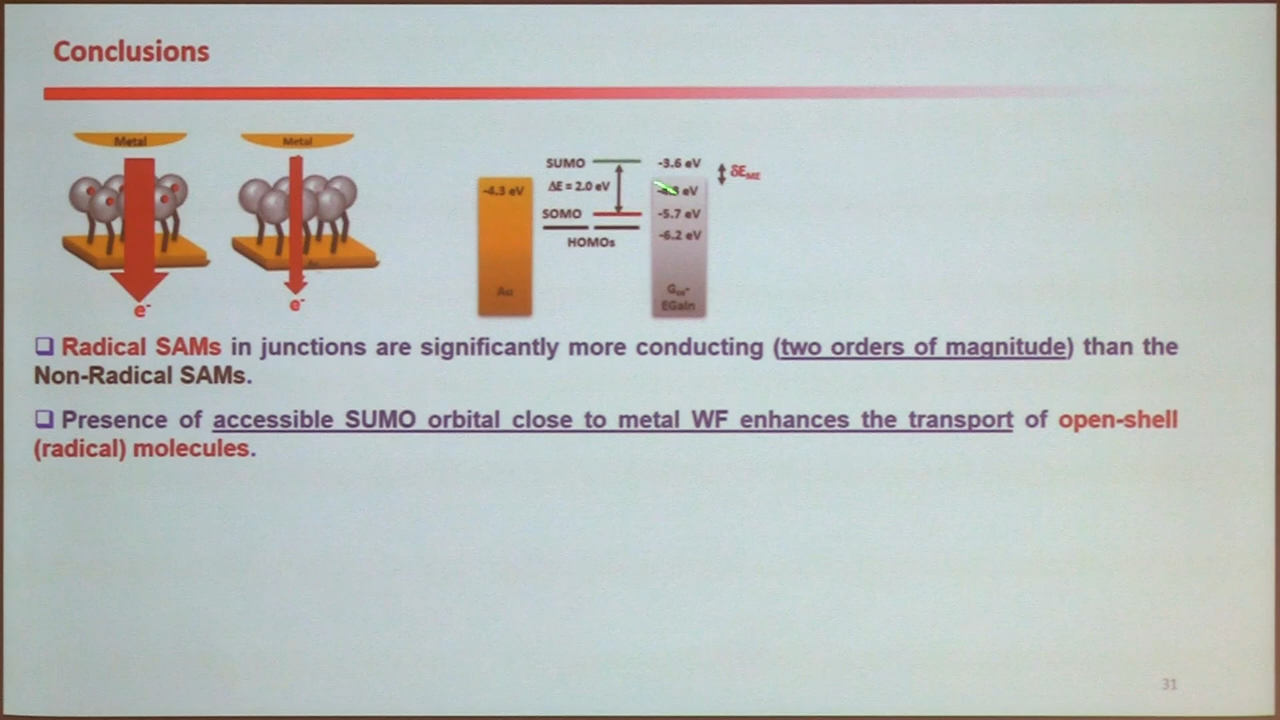 Conclusions
Metal
Metal
e-
e-
SUMO
-3.6 eV
δE_ME
-4.3 eV
ΔE = 2.0 eV
eV
SOMO
-5.7 eV
-6.2 eV
HOMOs
Au
EGaIn
❑ Radical SAMs in junctions are significantly more conducting (two orders of magnitude) than the
Non-Radical SAMs.
❑ Presence of accessible SUMO orbital close to metal WF enhances the transport of open-shell
(radical) molecules.
31